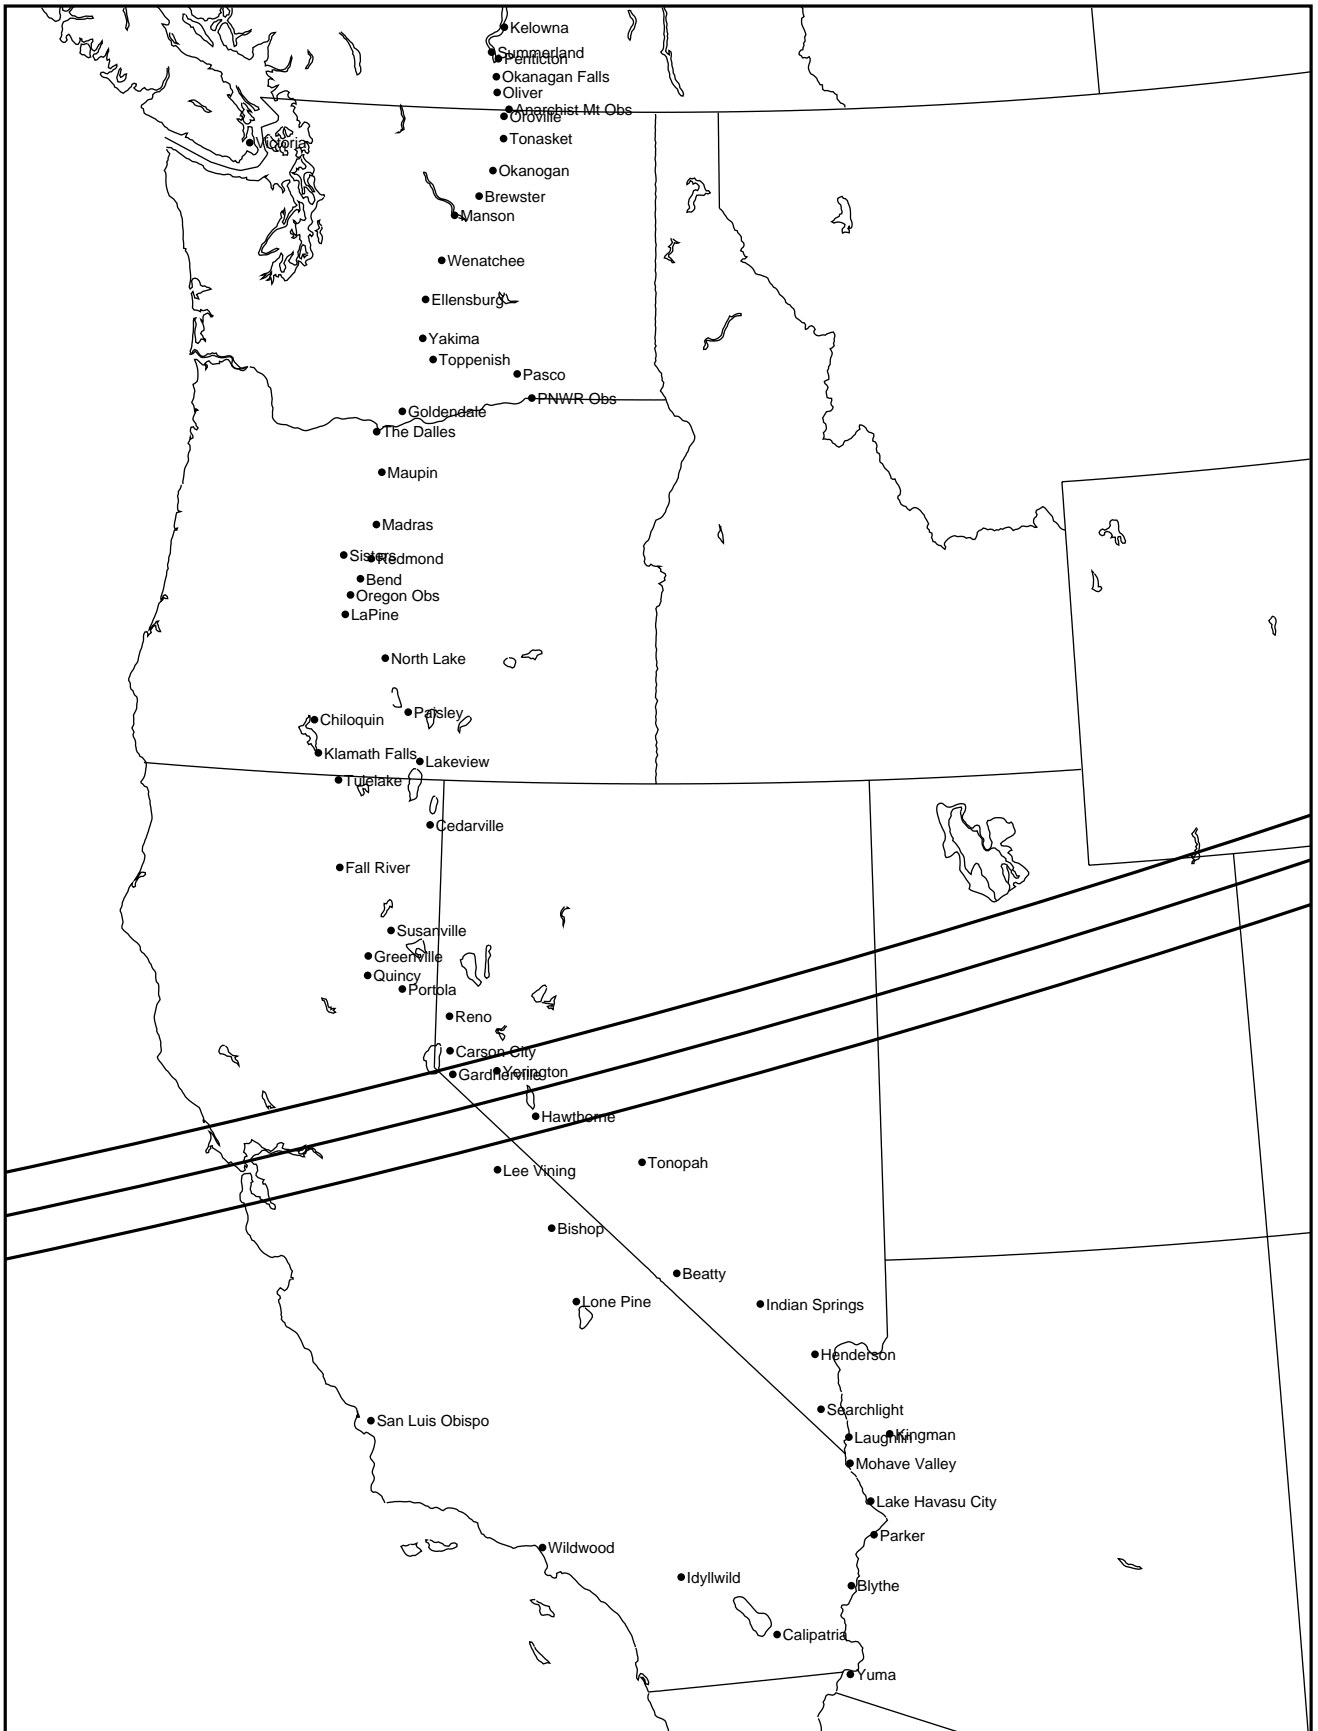 Kelowna
Summerland
Penticton
Okanagan Falls
Oliver
Anarchist Mt Obs
Oroville
Tonasket
Victoria
Okanogan
Brewster
Manson
Wenatchee
Ellensburg
Yakima
Toppenish
Pasco
PNWR Obs
Goldendale
The Dalles
Maupin
Madras
Sisters
Redmond
Bend
Oregon Obs
LaPine
North Lake
Paisley
Chiloquin
Klamath Falls
Lakeview
Tulelake
Cedarville
Fall River
Susanville
Greenville
Quincy
Portola
Reno
Carson City
Yerington
Gardnerville
Hawthorne
Tonopah
Lee Vining
Bishop
Beatty
Lone Pine
Indian Springs
Henderson
Searchlight
San Luis Obispo
Kingman
Laughlin
Mohave Valley
Lake Havasu City
Parker
Wildwood
Idyllwild
Blythe
Calipatria
Yuma